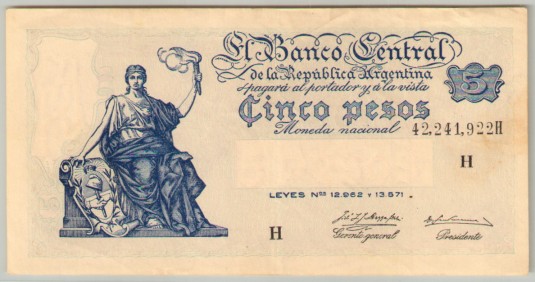 El Banco Central
de la República Argentina
pagará al portador y á la vista
5
Cinco pesos
Moneda nacional 42,241,922H
H
LEYES Nos 12.962 Y 13.571
H
Gerente general
Presidente